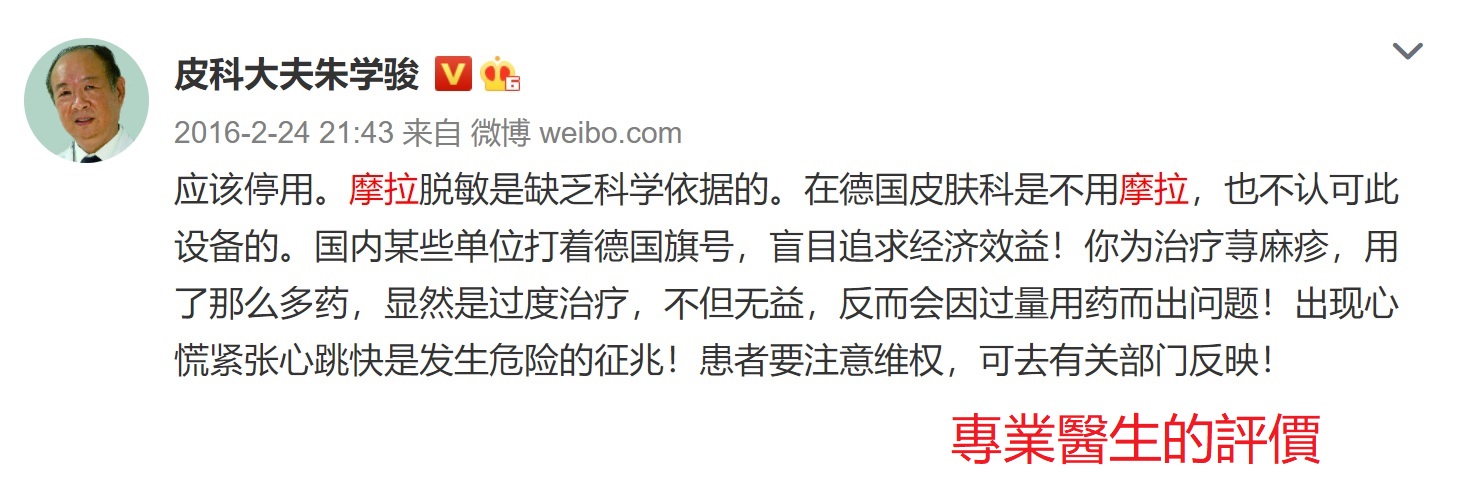 皮科大夫朱学骏
2016-2-24 21:43 来自 微博 weibo.com
应该停用。摩拉脱敏是缺乏科学依据的。在德国皮肤科是不用摩拉，也不认可此
设备的。国内某些单位打着德国旗号，盲目追求经济效益！你为治疗荨麻疹，用
了那么多药，显然是过度治疗，不但无益，反而会因过量用药而出问题！出现心
慌紧张心跳快是发生危险的征兆！患者要注意维权，可去有关部门反映！
專業醫生的評價